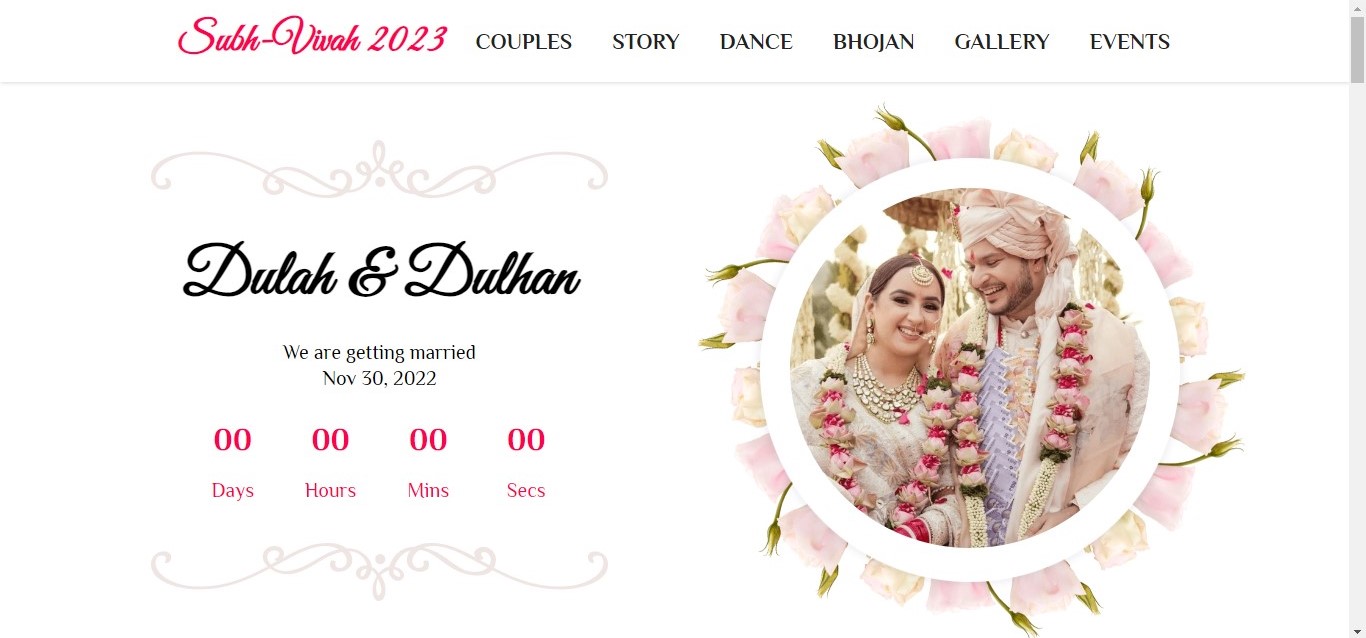 Subh-Vivah 2023 COUPLES STORY DANCE BHOJAN GALLERY EVENTS
Dulah & Dulhan
We are getting married
Nov 30, 2022
00 00 00 00
Days Hours Mins Secs